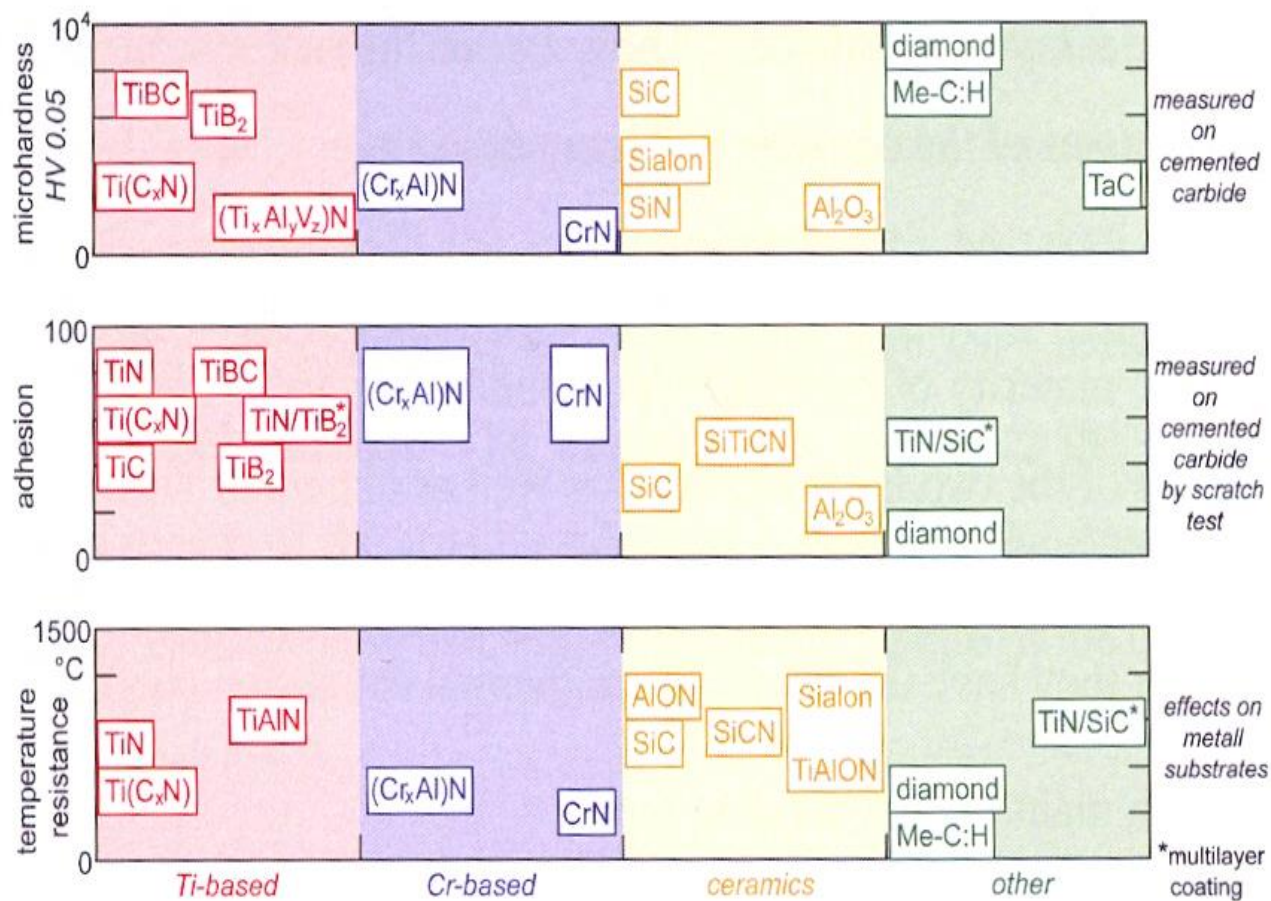 10⁴
microhardness
HV 0.05
0
TiBC
TiB₂
Ti(CₓN)
(TiₓAlᵧV_z)N
(CrₓAl)N
CrN
SiC
Sialon
SiN
Al₂O₃
diamond
Me-C:H
TaC
measured
on
cemented
carbide
100
adhesion
0
TiN
TiBC
Ti(CₓN)
TiN/TiB₂*
TiC
TiB₂
(CrₓAl)N
CrN
SiTiCN
SiC
Al₂O₃
TiN/SiC*
diamond
measured
on
cemented
carbide
by scratch
test
1500
°C
temperature
resistance
0
TiAlN
TiN
Ti(CₓN)
(CrₓAl)N
CrN
AlON
SiC
SiCN
Sialon
TiAlON
TiN/SiC*
diamond
Me-C:H
effects on
metall
substrates
*multilayer
coating
Ti-based
Cr-based
ceramics
other